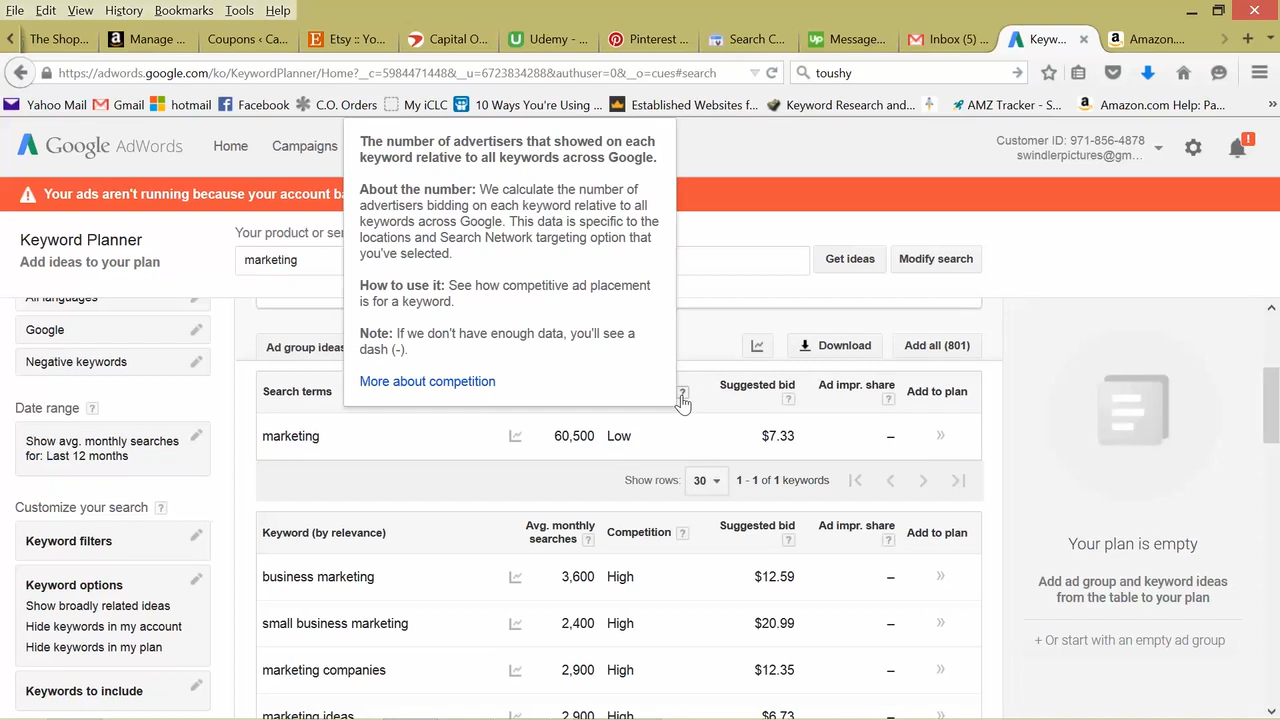 File Edit View History Bookmarks Tools Help
The Shop... Manage ... Coupons ‹ Ca... Etsy :: Yo... Capital O... Udemy - ... Pinterest ... Search C... Message... Inbox (5) ... Keyw... Amazon....
https://adwords.google.com/ko/KeywordPlanner/Home?__c=5984471448&__u=6723834288&authuser=0&__o=cues#search toushy
Yahoo Mail Gmail hotmail Facebook C.O. Orders My iCLC 10 Ways You're Using ... Established Websites f... Keyword Research and... AMZ Tracker - S... Amazon.com Help: Pa...
Google AdWords Home Campaigns
Customer ID: 971-856-4878
swindlerpictures@gm...
Your ads aren't running because your account ba
Keyword Planner
Add ideas to your plan
Your product or ser
marketing
Get ideas Modify search
The number of advertisers that showed on each
keyword relative to all keywords across Google.
About the number: We calculate the number of
advertisers bidding on each keyword relative to all
keywords across Google. This data is specific to the
locations and Search Network targeting option that
you've selected.
How to use it: See how competitive ad placement
is for a keyword.
Note: If we don't have enough data, you'll see a
dash (-).
More about competition
All languages
Google
Negative keywords
Date range ?
Show avg. monthly searches
for: Last 12 months
Customize your search ?
Keyword filters
Keyword options
Show broadly related ideas
Hide keywords in my account
Hide keywords in my plan
Keywords to include
Ad group ideas Download Add all (801)
Search terms ? Suggested bid ? Ad impr. share ? Add to plan
marketing 60,500 Low $7.33 – »
Show rows: 30 1 - 1 of 1 keywords
Keyword (by relevance) Avg. monthly searches ? Competition ? Suggested bid ? Ad impr. share ? Add to plan
business marketing 3,600 High $12.59 – »
small business marketing 2,400 High $20.99 – »
marketing companies 2,900 High $12.35 – »
marketing ideas 2,900 High $6.73 – »
Your plan is empty
Add ad group and keyword ideas
from the table to your plan
+ Or start with an empty ad group